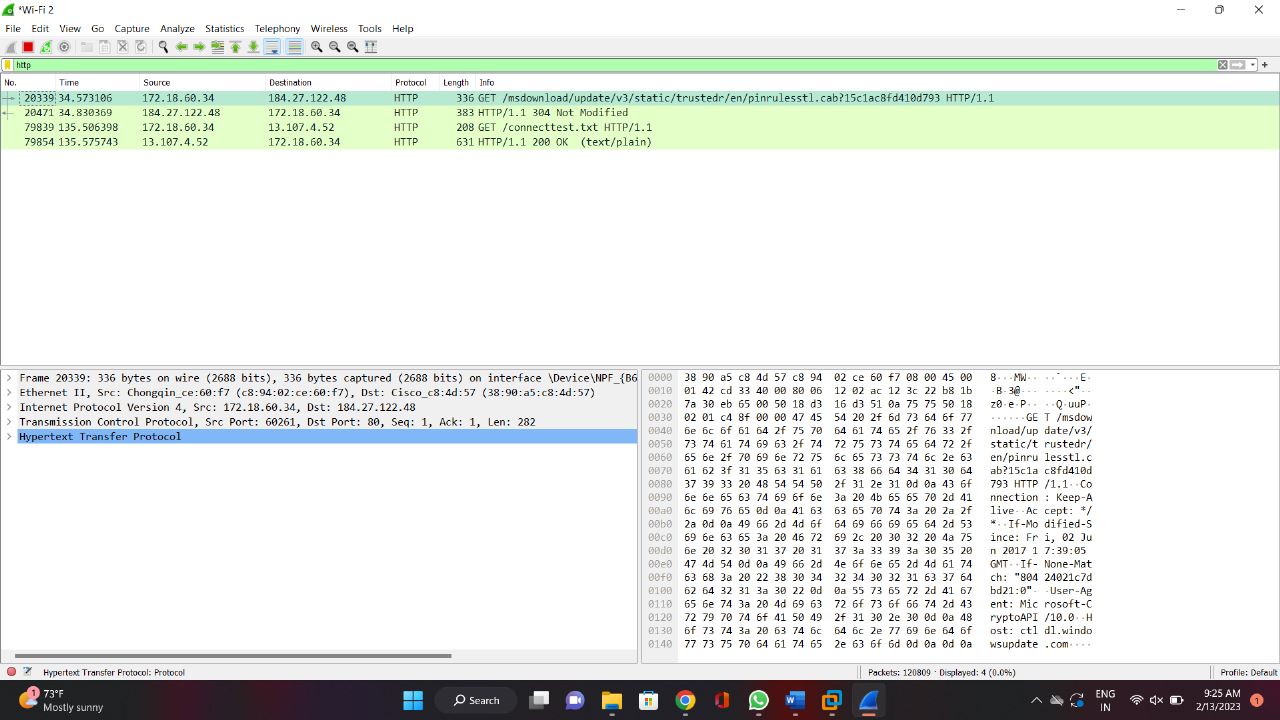 *Wi-Fi 2
File Edit View Go Capture Analyze Statistics Telephony Wireless Tools Help
http
No. Time Source Destination Protocol Length Info
20339 34.573106 172.18.60.34 184.27.122.48 HTTP 336 GET /msdownload/update/v3/static/trustedr/en/pinrulesstl.cab?15c1ac8fd410d793 HTTP/1.1
20471 34.830369 184.27.122.48 172.18.60.34 HTTP 383 HTTP/1.1 304 Not Modified
79839 135.506398 172.18.60.34 13.107.4.52 HTTP 208 GET /connecttest.txt HTTP/1.1
79854 135.575743 13.107.4.52 172.18.60.34 HTTP 631 HTTP/1.1 200 OK (text/plain)
Frame 20339: 336 bytes on wire (2688 bits), 336 bytes captured (2688 bits) on interface \Device\NPF_{B6
Ethernet II, Src: Chongqin_ce:60:f7 (c8:94:02:ce:60:f7), Dst: Cisco_c8:4d:57 (38:90:a5:c8:4d:57)
Internet Protocol Version 4, Src: 172.18.60.34, Dst: 184.27.122.48
Transmission Control Protocol, Src Port: 60261, Dst Port: 80, Seq: 1, Ack: 1, Len: 282
Hypertext Transfer Protocol
0000 38 90 a5 c8 4d 57 c8 94 02 ce 60 f7 08 00 45 00 8···MW·· ··`···E·
0010 01 42 cd 33 40 00 80 06 12 02 ac 12 3c 22 b8 1b ·B·3@··· ····<"··
0020 7a 30 eb 65 00 50 18 d3 16 d3 51 0a 75 75 50 18 z0·e·P·· ··Q·uuP·
0030 02 01 c4 8f 00 00 47 45 54 20 2f 6d 73 64 6f 77 ······GE T /msdow
0040 6e 6c 6f 61 64 2f 75 70 64 61 74 65 2f 76 33 2f nload/up date/v3/
0050 73 74 61 74 69 63 2f 74 72 75 73 74 65 64 72 2f static/t rustedr/
0060 65 6e 2f 70 69 6e 72 75 6c 65 73 73 74 6c 2e 63 en/pinru lesstl.c
0070 61 62 3f 31 35 63 31 61 63 38 66 64 34 31 30 64 ab?15c1a c8fd410d
0080 37 39 33 20 48 54 54 50 2f 31 2e 31 0d 0a 43 6f 793 HTTP /1.1··Co
0090 6e 6e 65 63 74 69 6f 6e 3a 20 4b 65 65 70 2d 41 nnection : Keep-A
00a0 6c 69 76 65 0d 0a 41 63 63 65 70 74 3a 20 2a 2f live··Ac cept: */
00b0 2a 0d 0a 49 66 2d 4d 6f 64 69 66 69 65 64 2d 53 *··If-Mo dified-S
00c0 69 6e 63 65 3a 20 46 72 69 2c 20 30 32 20 4a 75 ince: Fr i, 02 Ju
00d0 6e 20 32 30 31 37 20 31 37 3a 33 39 3a 30 35 20 n 2017 1 7:39:05
00e0 47 4d 54 0d 0a 49 66 2d 4e 6f 6e 65 2d 4d 61 74 GMT··If- None-Mat
00f0 63 68 3a 20 22 38 30 34 32 34 30 32 31 63 37 64 ch: "804 24021c7d
0100 62 64 32 31 3a 30 22 0d 0a 55 73 65 72 2d 41 67 bd21:0"· ·User-Ag
0110 65 6e 74 3a 20 4d 69 63 72 6f 73 6f 66 74 2d 43 ent: Mic rosoft-C
0120 72 79 70 74 6f 41 50 49 2f 31 30 2e 30 0d 0a 48 ryptoAPI /10.0··H
0130 6f 73 74 3a 20 63 74 6c 64 6c 2e 77 69 6e 64 6f ost: ctl dl.windo
0140 77 73 75 70 64 61 74 65 2e 63 6f 6d 0d 0a 0d 0a wsupdate .com····
Hypertext Transfer Protocol: Protocol
Packets: 120809 · Displayed: 4 (0.0%)
Profile: Default
1
73°F
Mostly sunny
Search
ENG
IN
9:25 AM
2/13/2023
1